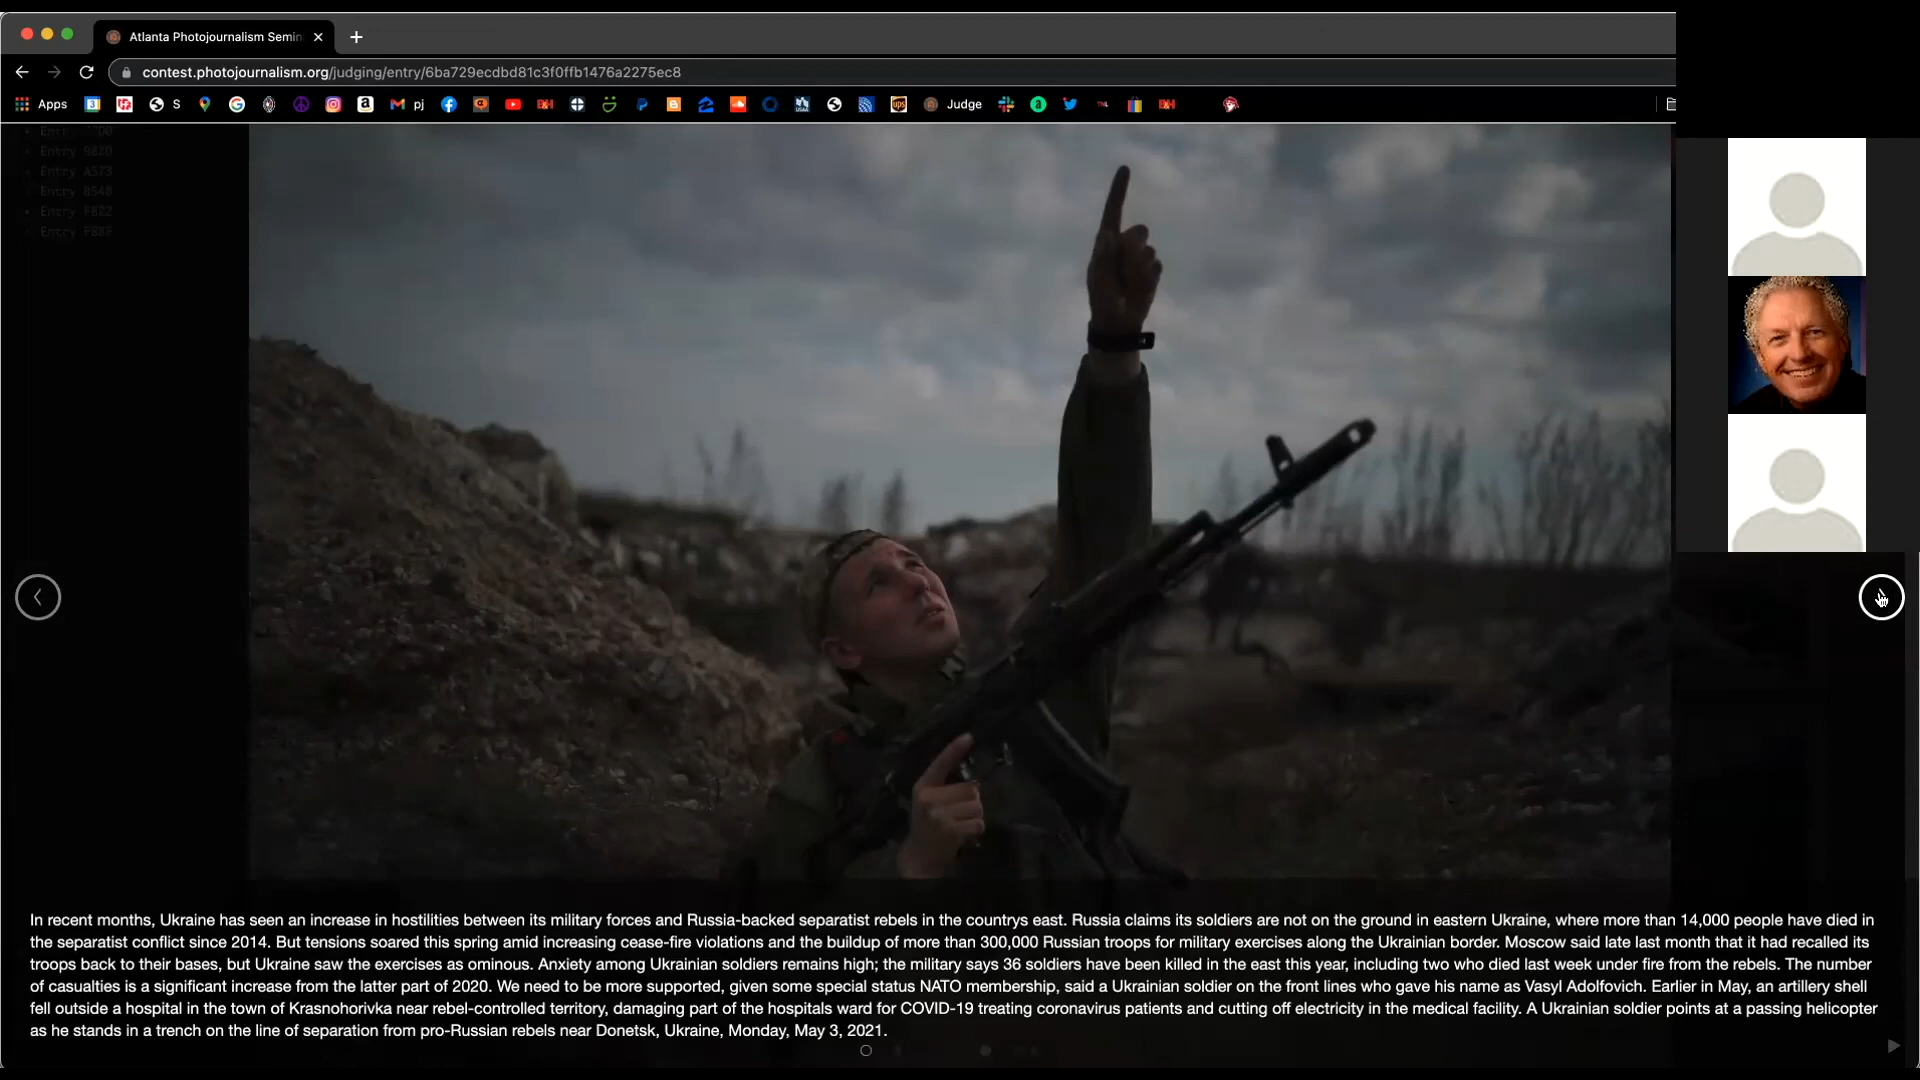 Atlanta Photojournalism Semin
contest.photojournalism.org/judging/entry/6ba729ecdbd81c3f0ffb1476a2275ec8
Apps S pj Judge
Entry
Entry 982D
Entry A573
Entry 8548
Entry F822
Entry F88F
In recent months, Ukraine has seen an increase in hostilities between its military forces and Russia-backed separatist rebels in the countrys east. Russia claims its soldiers are not on the ground in eastern Ukraine, where more than 14,000 people have died in
the separatist conflict since 2014. But tensions soared this spring amid increasing cease-fire violations and the buildup of more than 300,000 Russian troops for military exercises along the Ukrainian border. Moscow said late last month that it had recalled its
troops back to their bases, but Ukraine saw the exercises as ominous. Anxiety among Ukrainian soldiers remains high; the military says 36 soldiers have been killed in the east this year, including two who died last week under fire from the rebels. The number
of casualties is a significant increase from the latter part of 2020. We need to be more supported, given some special status NATO membership, said a Ukrainian soldier on the front lines who gave his name as Vasyl Adolfovich. Earlier in May, an artillery shell
fell outside a hospital in the town of Krasnohorivka near rebel-controlled territory, damaging part of the hospitals ward for COVID-19 treating coronavirus patients and cutting off electricity in the medical facility. A Ukrainian soldier points at a passing helicopter
as he stands in a trench on the line of separation from pro-Russian rebels near Donetsk, Ukraine, Monday, May 3, 2021.